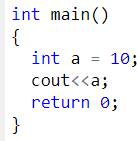 int main()
{
int a = 10;
cout<<a;
return 0;
}